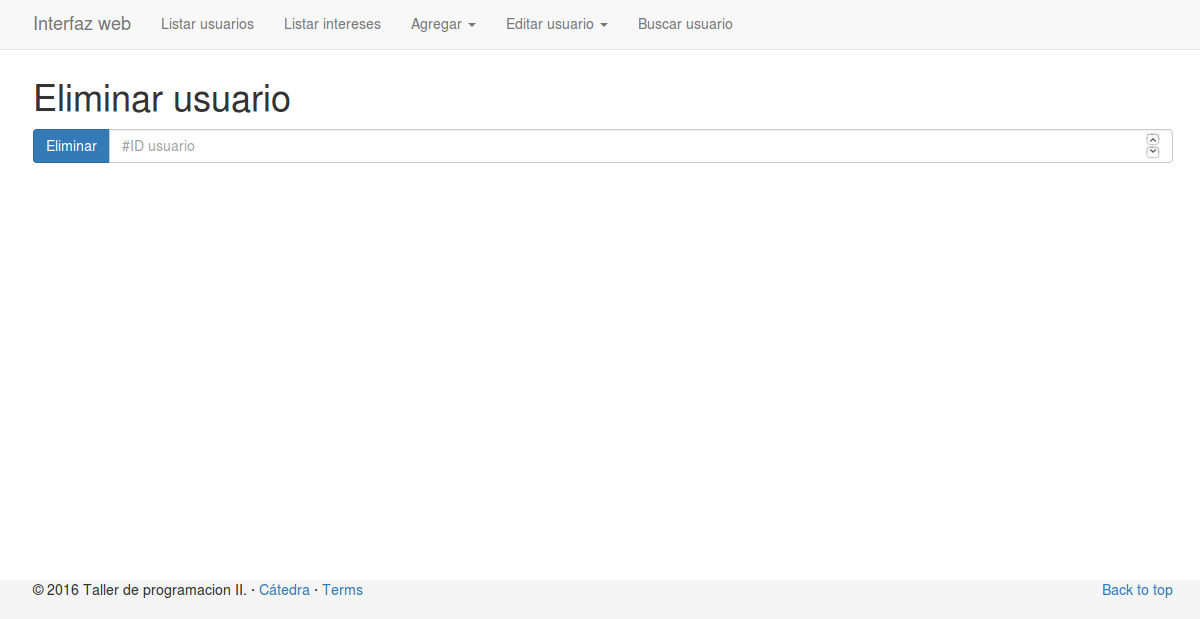 Interfaz web Listar usuarios Listar intereses Agregar Editar usuario Buscar usuario
Eliminar usuario
Eliminar #ID usuario
© 2016 Taller de programacion II. · Cátedra · Terms Back to top